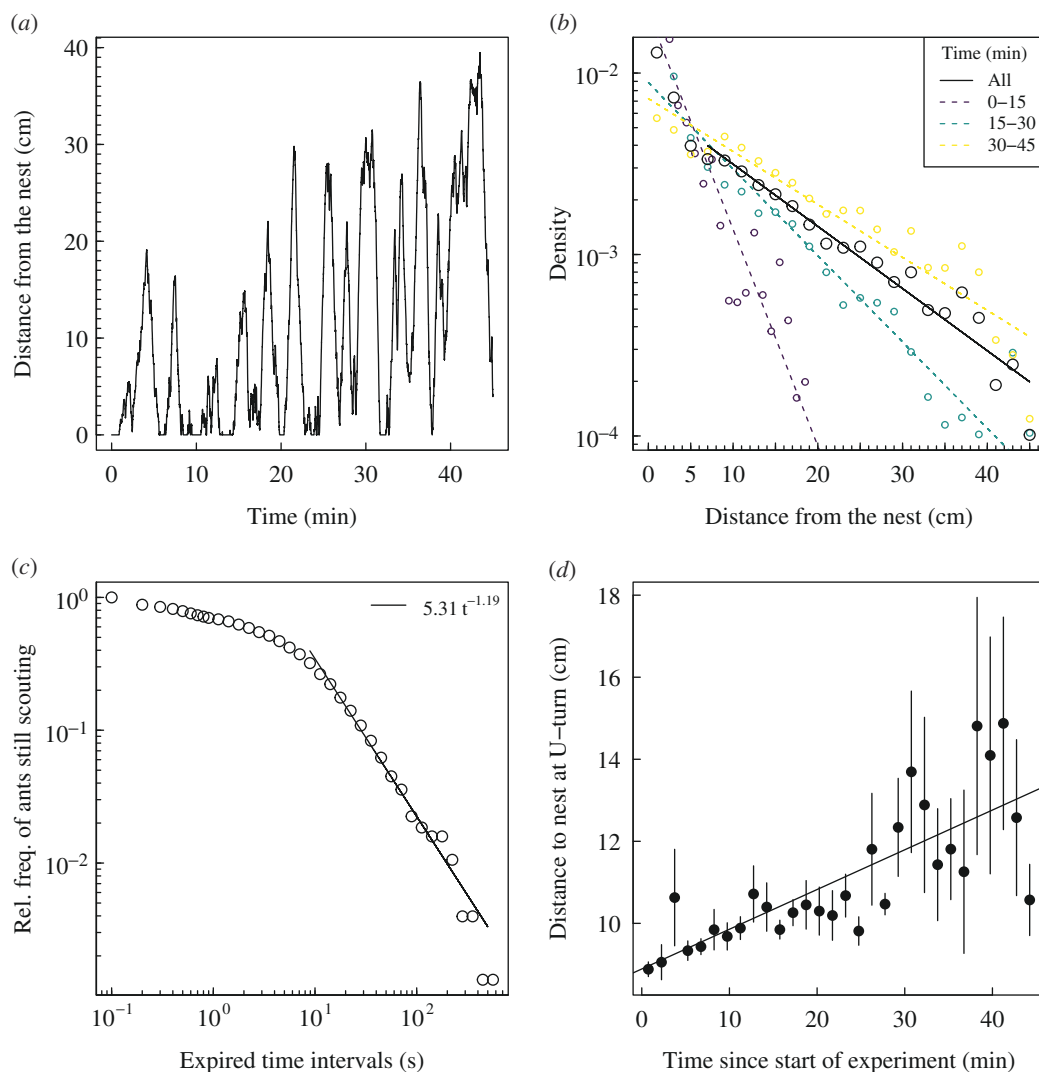 (a)
40
30
20
10
0
Distance from the nest (cm)
0 10 20 30 40
Time (min)
(b)
10⁻²
10⁻³
10⁻⁴
Density
Time (min)
All
0−15
15−30
30−45
0 5 10 20 30 40
Distance from the nest (cm)
(c)
10⁰
10⁻¹
10⁻²
Rel. freq. of ants still scouting
5.31 t⁻¹·¹⁹
10⁻¹ 10⁰ 10¹ 10²
Expired time intervals (s)
(d)
18
16
14
12
10
Distance to nest at U−turn (cm)
0 10 20 30 40
Time since start of experiment (min)